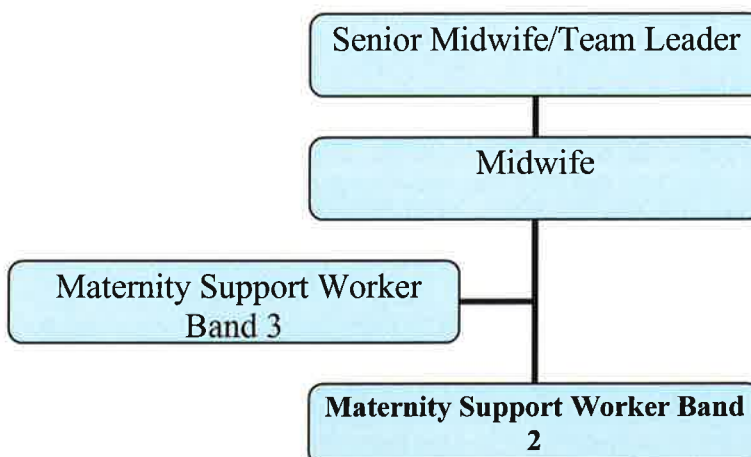 Senior Midwife/Team Leader
Midwife
Maternity Support Worker
Band 3
Maternity Support Worker Band
2